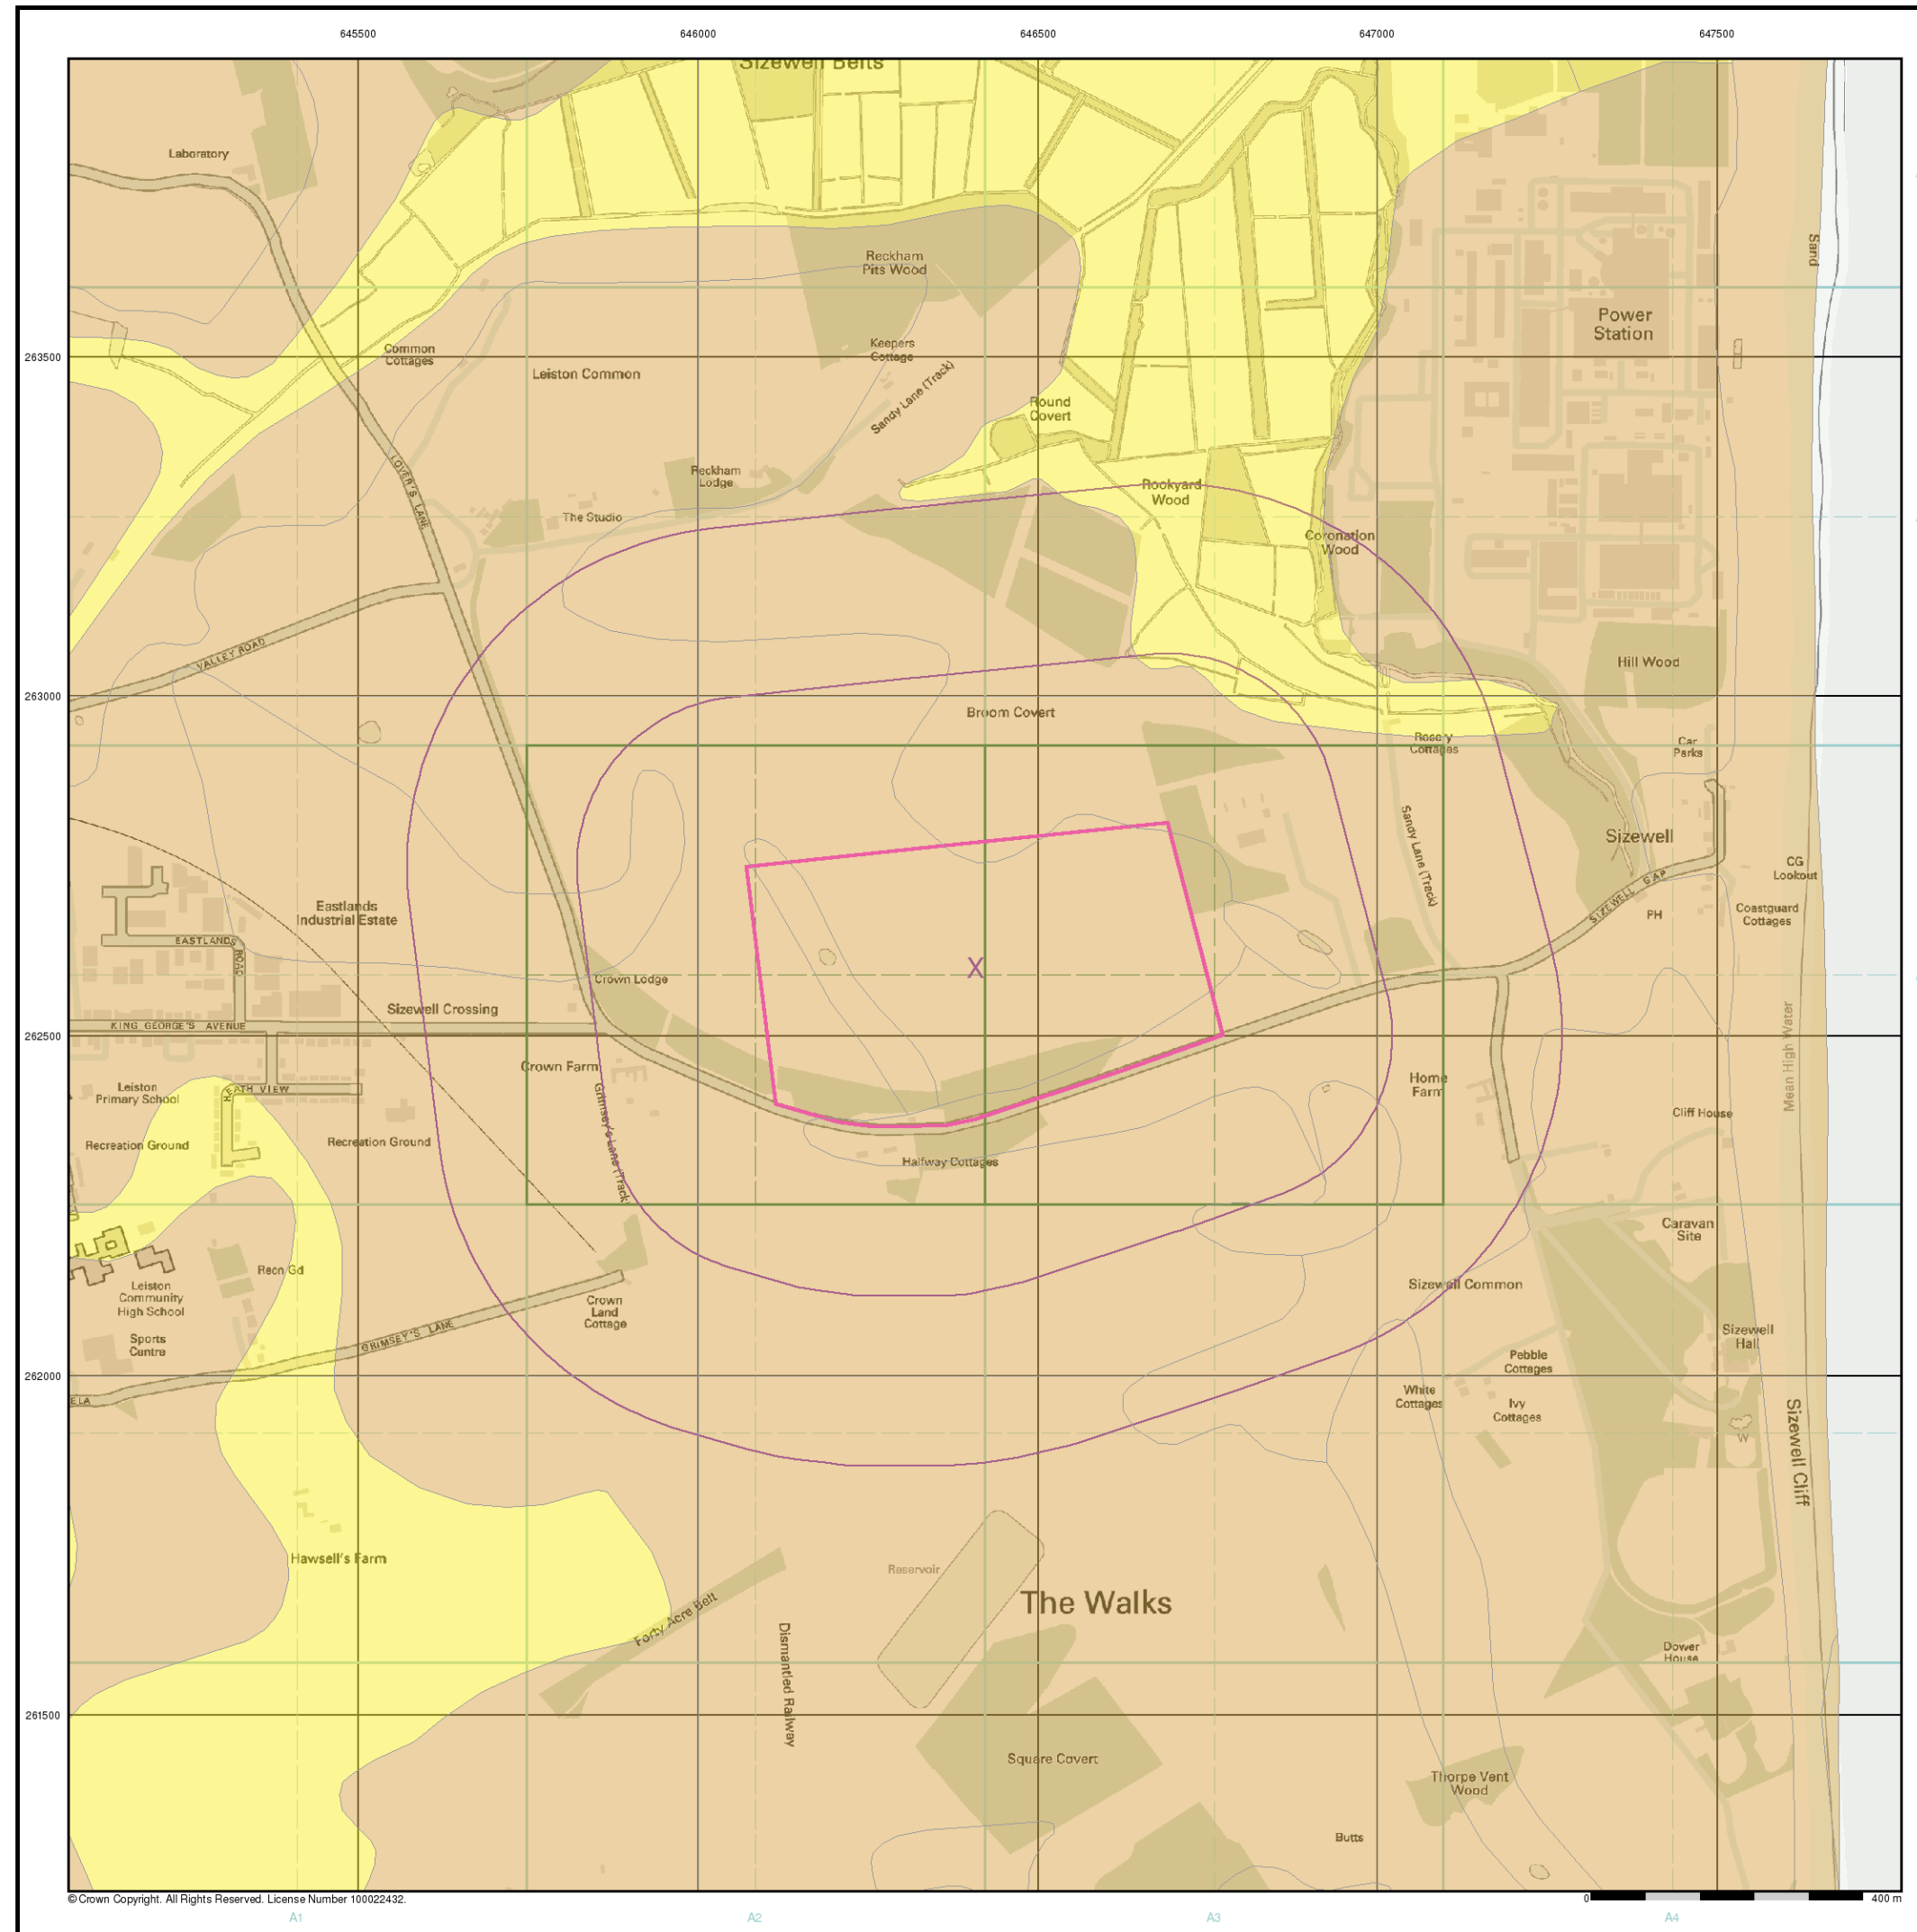 645500 646000 646500 647000 647500
Sizewell Belts
Laboratory
Sand
Reckham
Pits Wood
Power
Station
Common
Cottages
Keepers
Cottage
263500
Leiston Common
Sandy Lane (Track)
Round
Covert
LOVER'S LANE
Reckham
Lodge
Rookyard
Wood
The Studio
Coronation
Wood
VALLEY ROAD
Hill Wood
263000
Broom Covert
Rosery
Cottages
Car
Parks
Sandy Lane (Track)
Sizewell
CG
Lookout
SIZEWELL GAP
PH
Coastguard
Cottages
Eastlands
Industrial Estate
EASTLANDS
ROAD
X
Crown Lodge
Sizewell Crossing
KING GEORGE'S AVENUE
262500
Mean High Water
Crown Farm
Leiston
Primary School
HEATH VIEW
Grimsey's Lane (Track)
Home
Farm
Cliff House
Recreation Ground
Recreation Ground
Halfway Cottages
Caravan
Site
Recn Gd
Leiston
Community
High School
Sizewell Common
Crown
Land
Cottage
Sports
Centre
GRIMSEY'S LANE
Sizewell
Hall
Pebble
Cottages
262000
ELA
White
Cottages
Ivy
Cottages
W
Sizewell Cliff
Hawsell's Farm
Reservoir
The Walks
Forty Acre Belt
Dismantled Railway
Dower
House
261500
Square Covert
Thorpe Vent
Wood
Butts
© Crown Copyright. All Rights Reserved. License Number 100022432.
0 400 m
A1 A2 A3 A4